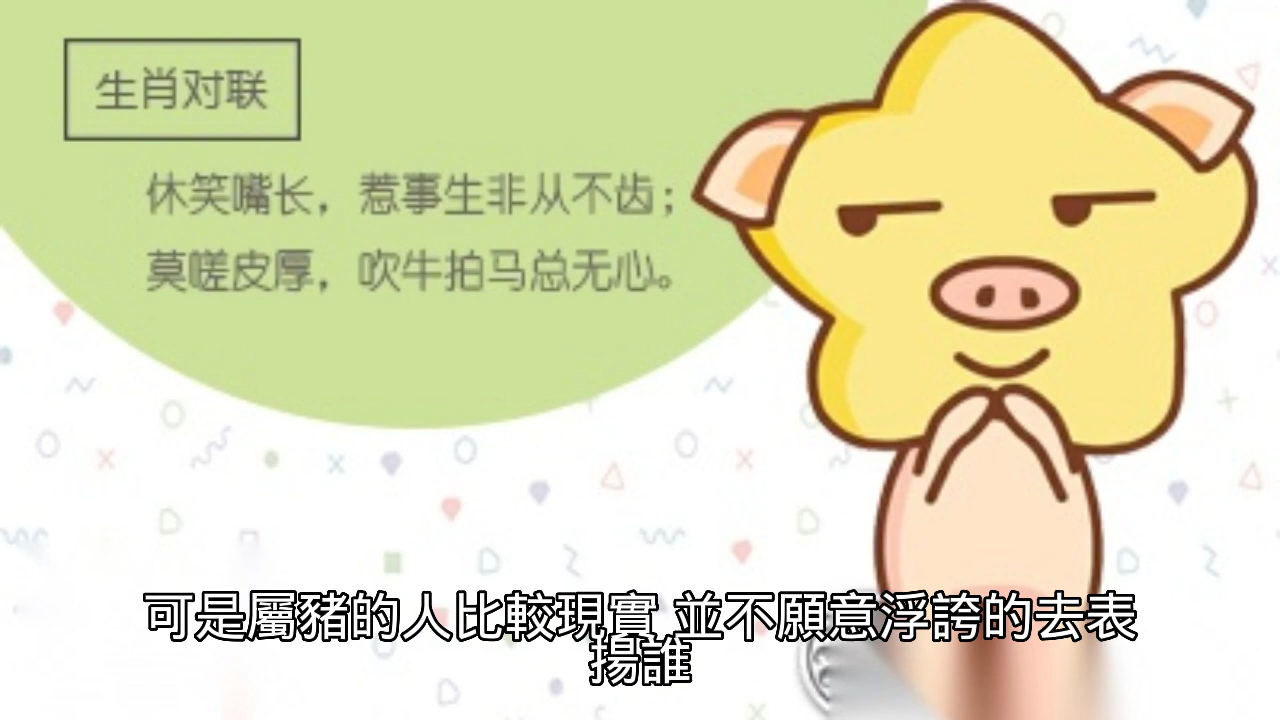 生肖对联
休笑嘴长，惹事生非从不齿；
莫嗟皮厚，吹牛拍马总无心。
可是屬豬的人比較現實 並不願意浮誇的去表
揚誰